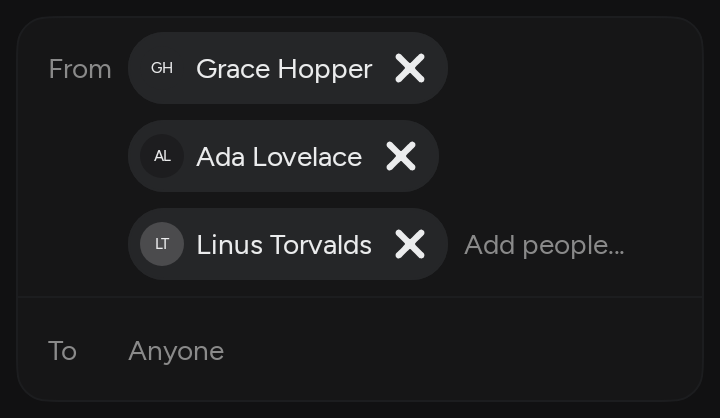 From GH Grace Hopper
AL Ada Lovelace
LT Linus Torvalds Add people...
To Anyone